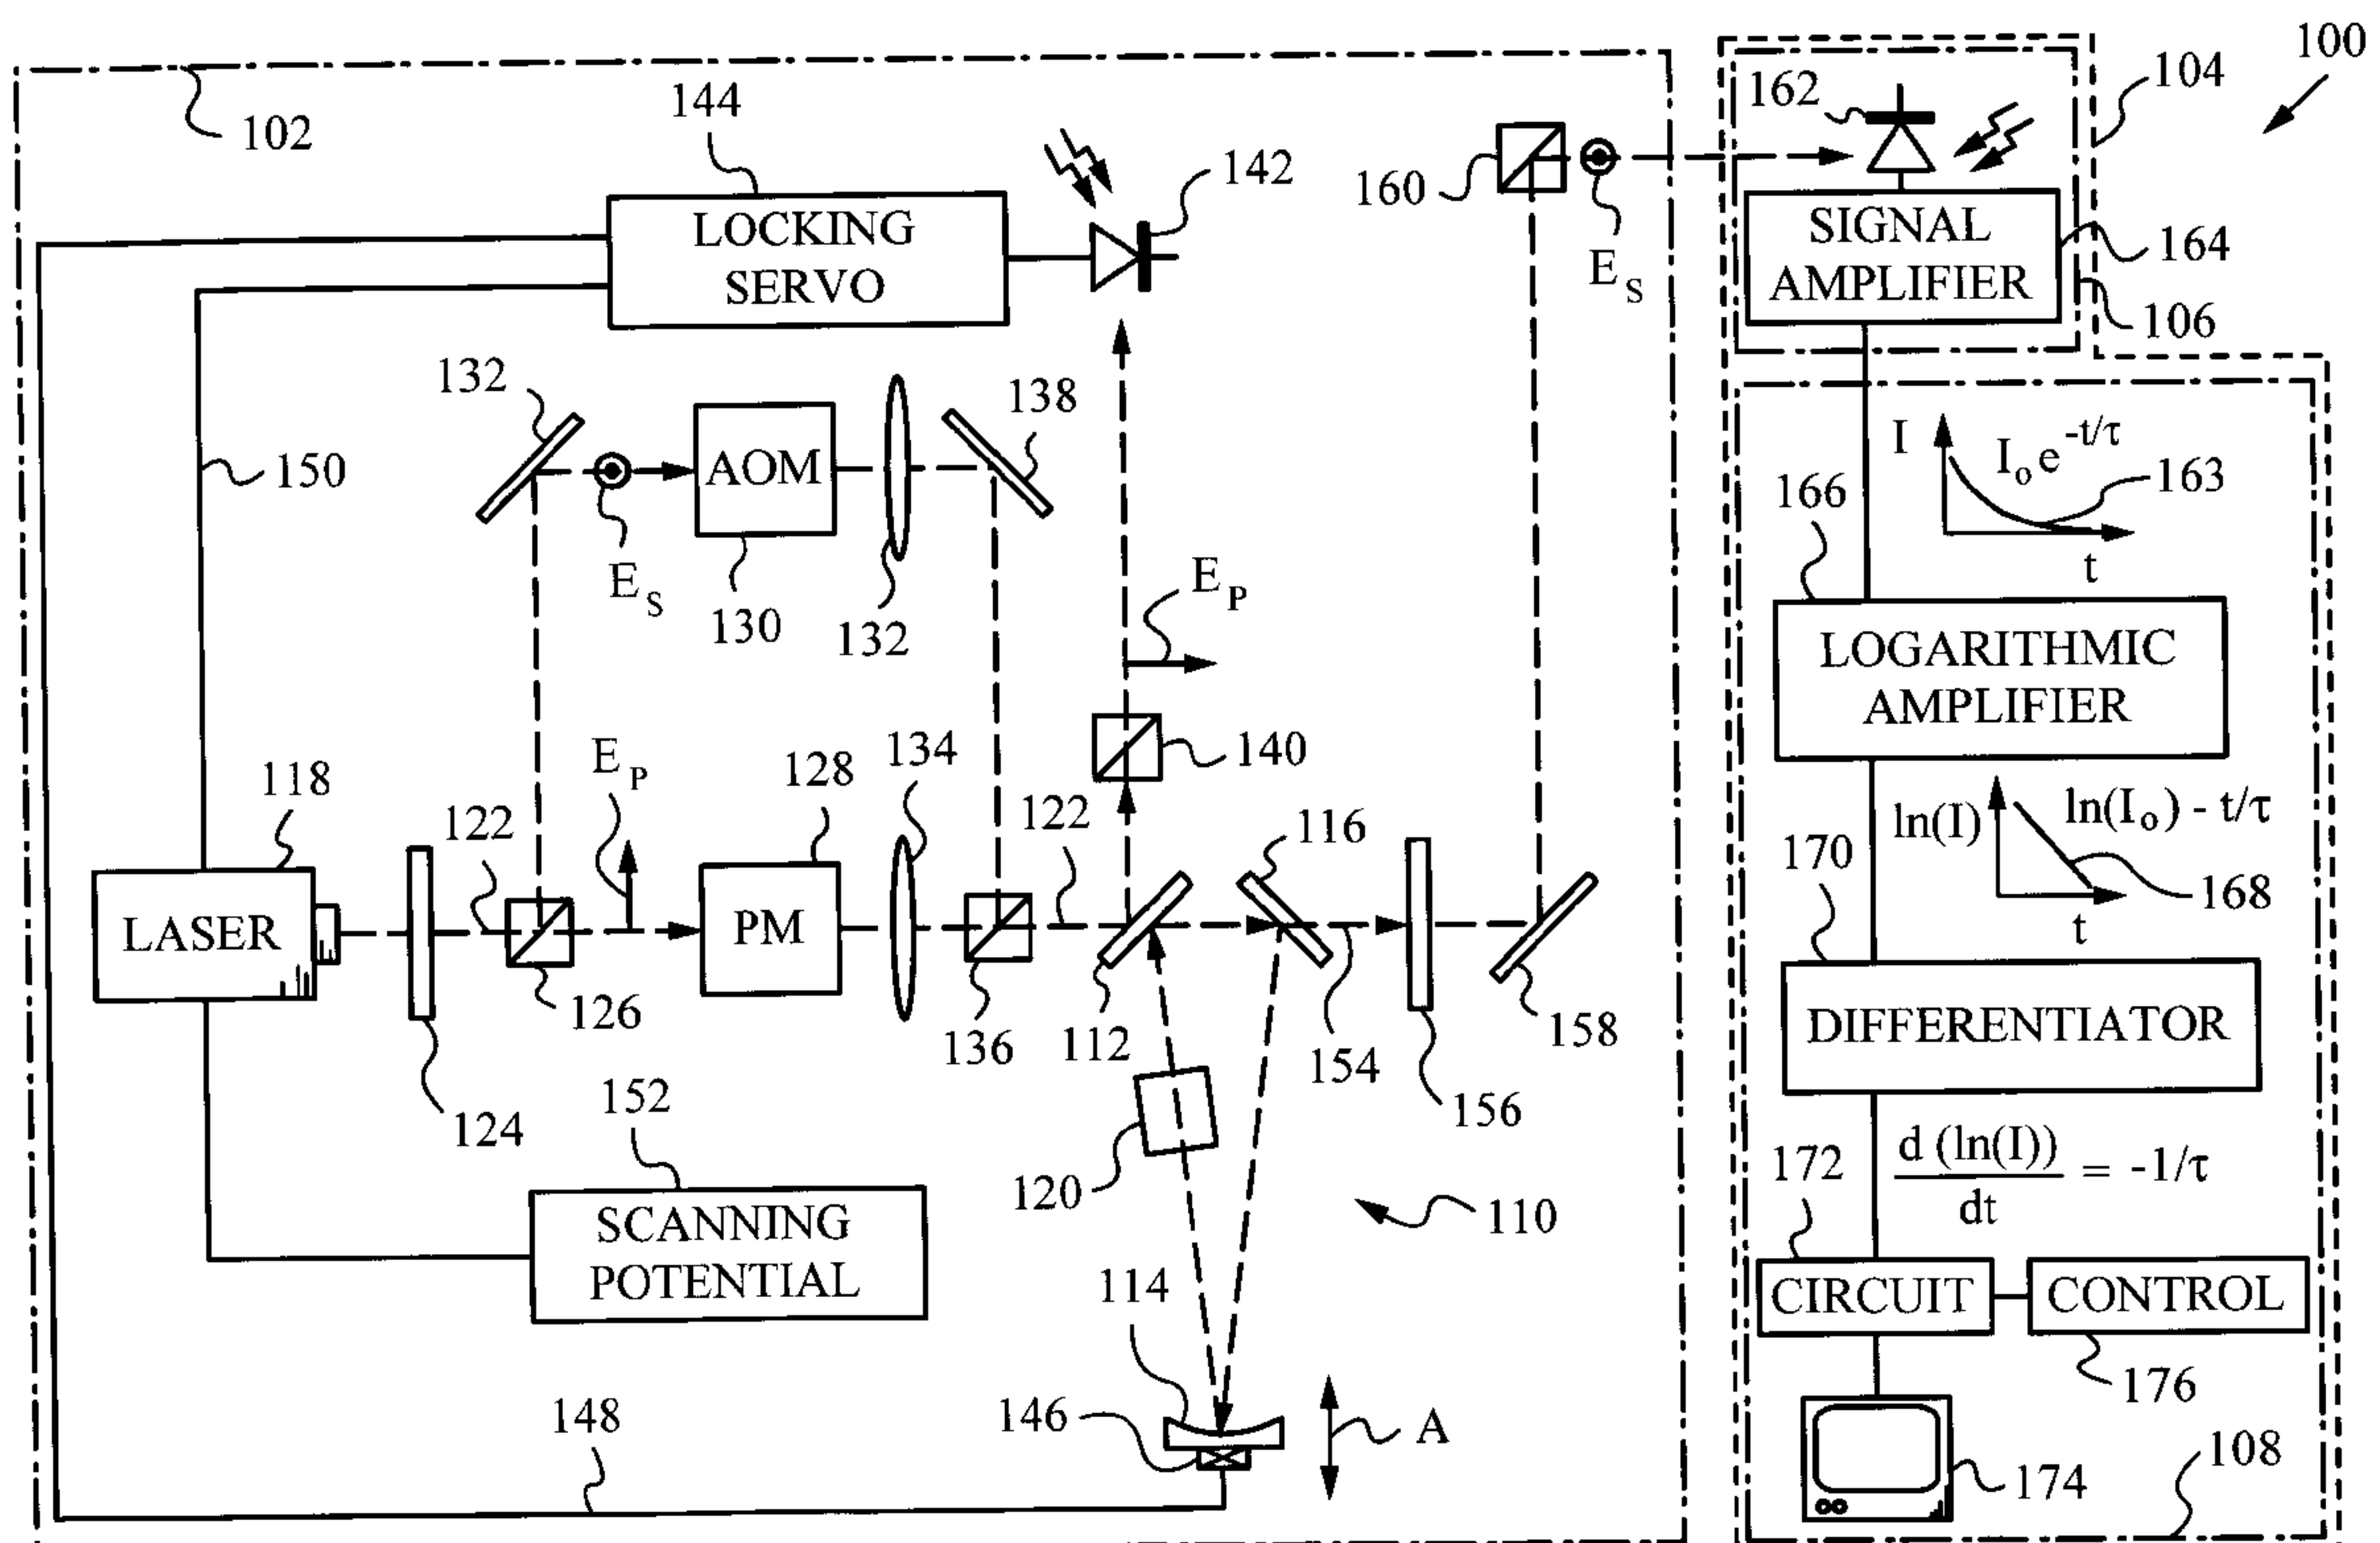 100
102
144
LOCKING
SERVO
142
160
E_S
162
104
SIGNAL
AMPLIFIER
164
106
132
138
150
AOM
E_S
130
132
E_P
I
I_o e^{-t/τ}
163
t
166
LOGARITHMIC
AMPLIFIER
140
E_P
118
122
128
134
122
116
LASER
PM
ln(I)
ln(I_o) - t/τ
168
t
170
126
136
112
154
158
156
124
DIFFERENTIATOR
152
SCANNING
POTENTIAL
120
110
172
d (ln(I))
dt
= -1/τ
114
CIRCUIT
CONTROL
176
148
146
A
174
108